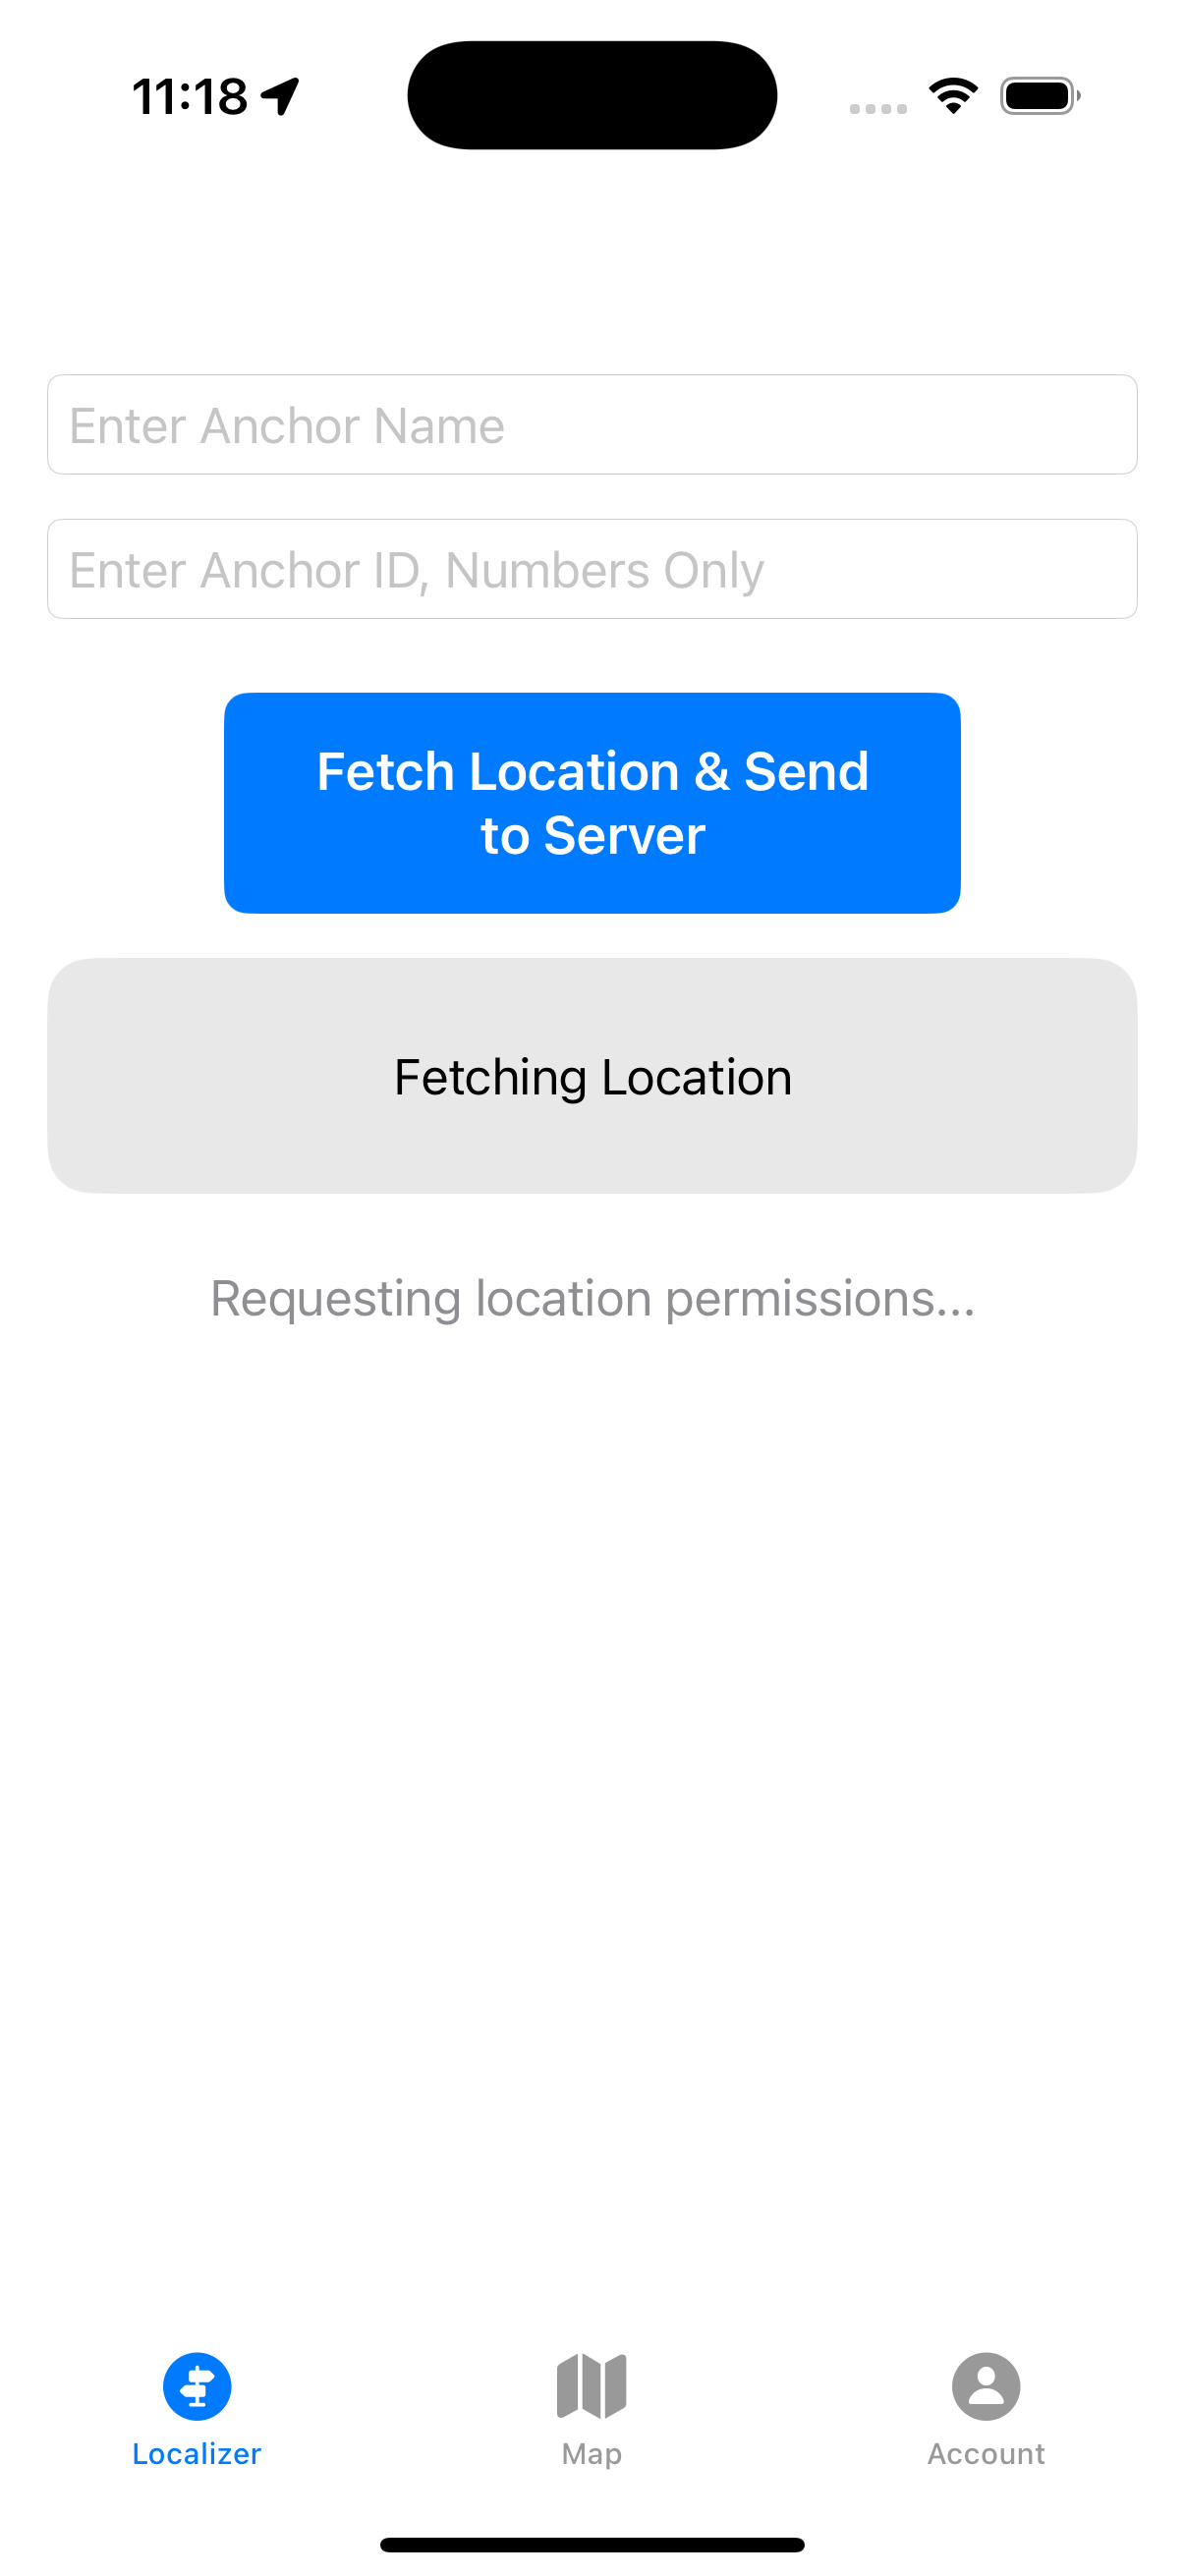 11:18
Enter Anchor Name
Enter Anchor ID, Numbers Only
Fetch Location & Send
to Server
Fetching Location
Requesting location permissions...
Localizer
Map
Account